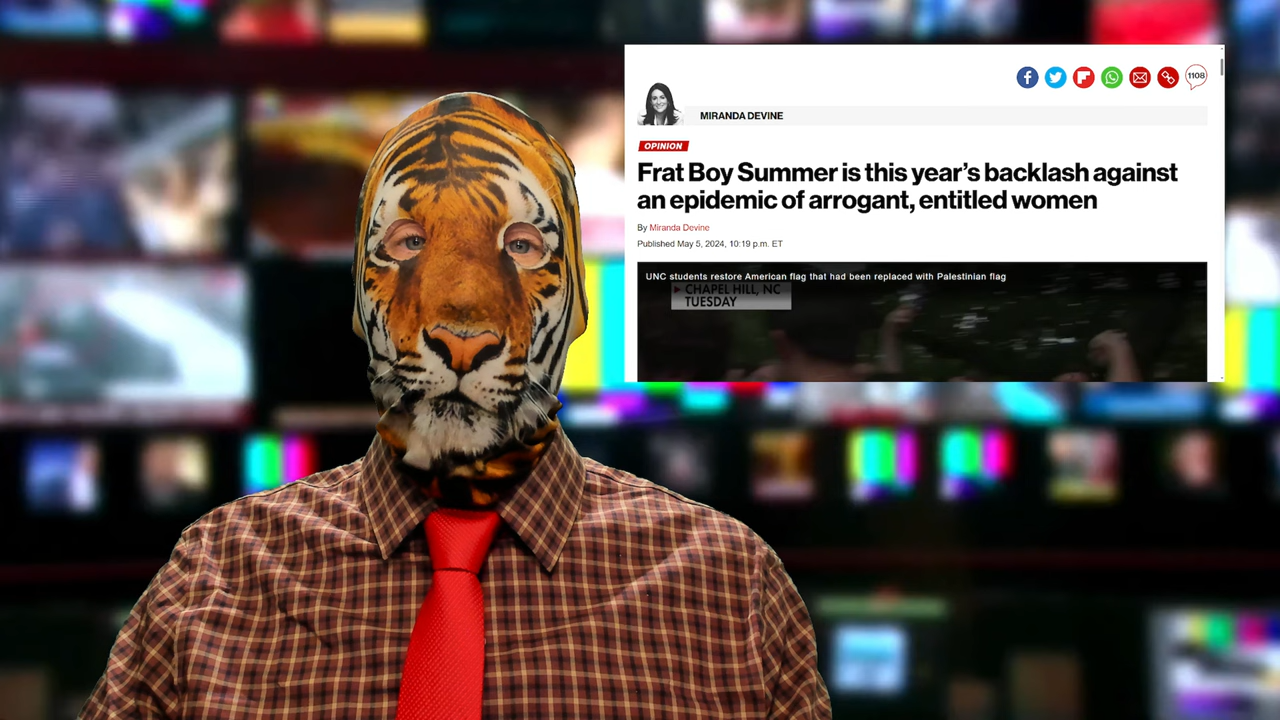 1108
MIRANDA DEVINE
OPINION
Frat Boy Summer is this year's backlash against
an epidemic of arrogant, entitled women
By Miranda Devine
Published May 5, 2024, 10:19 p.m. ET
UNC students restore American flag that had been replaced with Palestinian flag
CHAPEL HILL, NC
TUESDAY